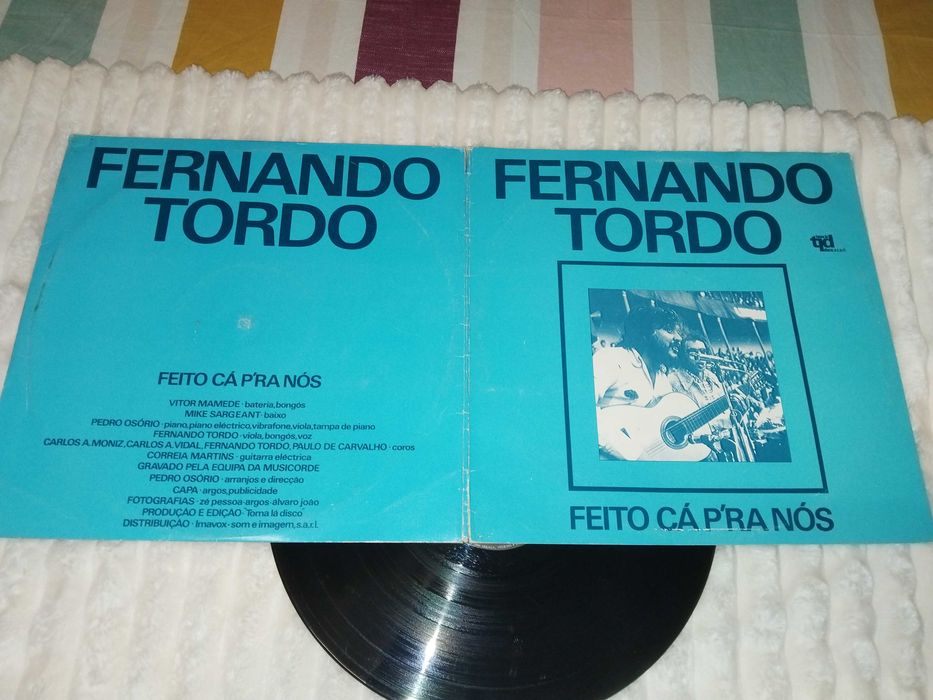 FERNANDO
TORDO
FEITO CÁ P'RA NÓS
VITOR MAMEDE · bateria, bongós
MIKE SARGEANT · baixo
PEDRO OSÓRIO · piano, piano eléctrico, vibrafone, viola, tampa de piano
FERNANDO TORDO · viola, bongós, voz
CARLOS A. MONIZ, CARLOS A. VIDAL, FERNANDO TORDO, PAULO DE CARVALHO · coros
CORREIA MARTINS · guitarra eléctrica
GRAVADO PELA EQUIPA DA MUSICORDE
PEDRO OSÓRIO · arranjos e direcção
CAPA · argos, publicidade
FOTOGRAFIAS · zé pessoa-argos-álvaro joão
PRODUÇÃO E EDIÇÃO · "Toma lá disco"
DISTRIBUIÇÃO · Imavox - som e imagem, s.a.r.l.
FERNANDO
TORDO
tld
FEITO CÁ P'RA NÓS